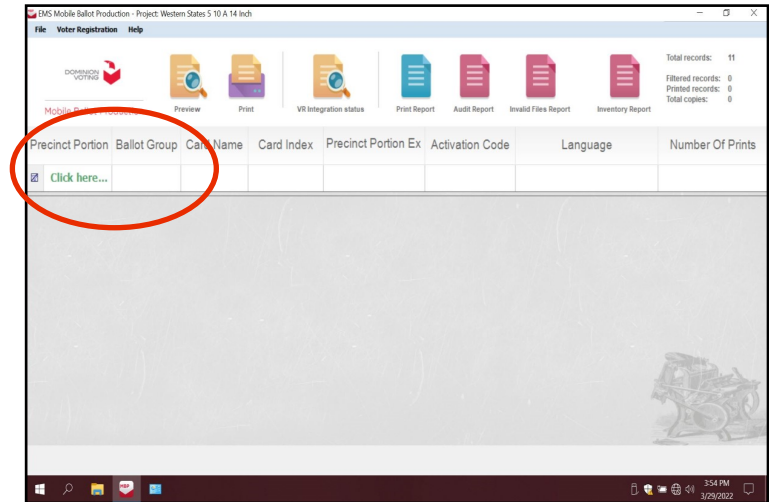 EMS Mobile Ballot Production - Project: Western States 5 10 A 14 Inch
File Voter Registration Help
DOMINION
VOTING
Preview Print VR Integration status Print Report Audit Report Invalid Files Report Inventory Report
Total records: 11
Filtered records: 0
Printed records: 0
Total copies: 0
Precinct Portion Ballot Group Card Name Card Index Precinct Portion Ex Activation Code Language Number Of Prints
Click here...
MBP
3:54 PM
3/29/2022